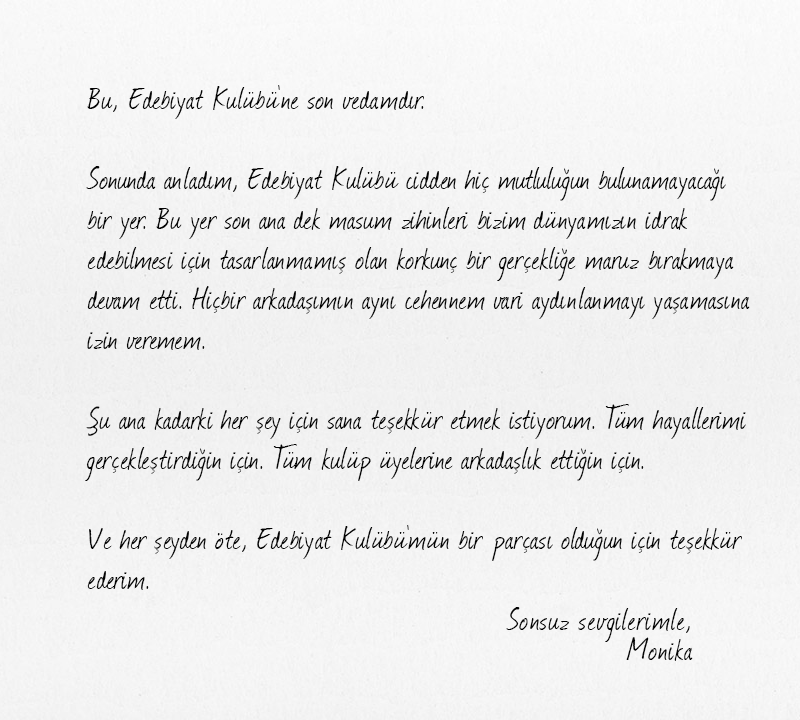 Bu, Edebiyat Kulübü'ne son vedamdır.
Sonunda anladım, Edebiyat Kulübü cidden hiç mutluluğun bulunamayacağı
bir yer. Bu yer son ana dek masum zihinleri bizim dünyamızın idrak
edebilmesi için tasarlanmamış olan korkunç bir gerçekliğe maruz bırakmaya
devam etti. Hiçbir arkadaşımın aynı cehennem vari aydınlanmayı yaşamasına
izin veremem.
Şu ana kadarki her şey için sana teşekkür etmek istiyorum. Tüm hayallerimi
gerçekleştirdiğin için. Tüm kulüp üyelerine arkadaşlık ettiğin için.
Ve her şeyden öte, Edebiyat Kulübü'mün bir parçası olduğun için teşekkür
ederim.
Sonsuz sevgilerimle,
Monika